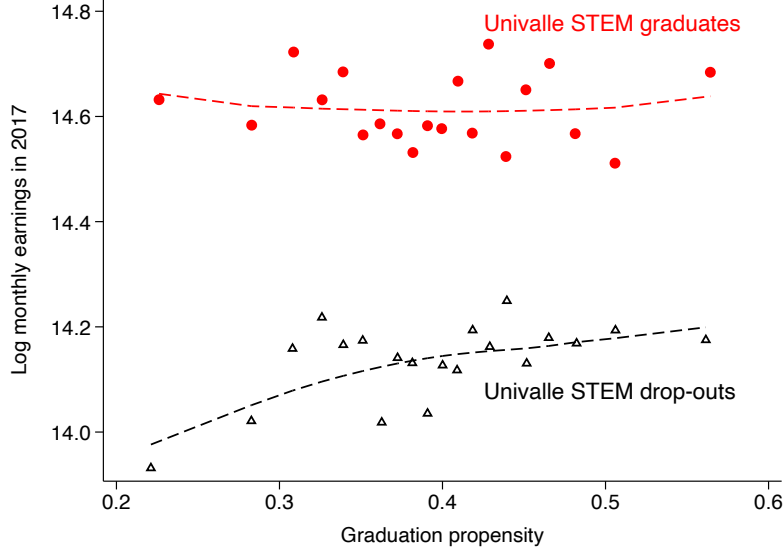 Log monthly earnings in 2017
14.8
14.6
14.4
14.2
14.0
Univalle STEM graduates
Univalle STEM drop-outs
0.2
0.3
0.4
0.5
0.6
Graduation propensity